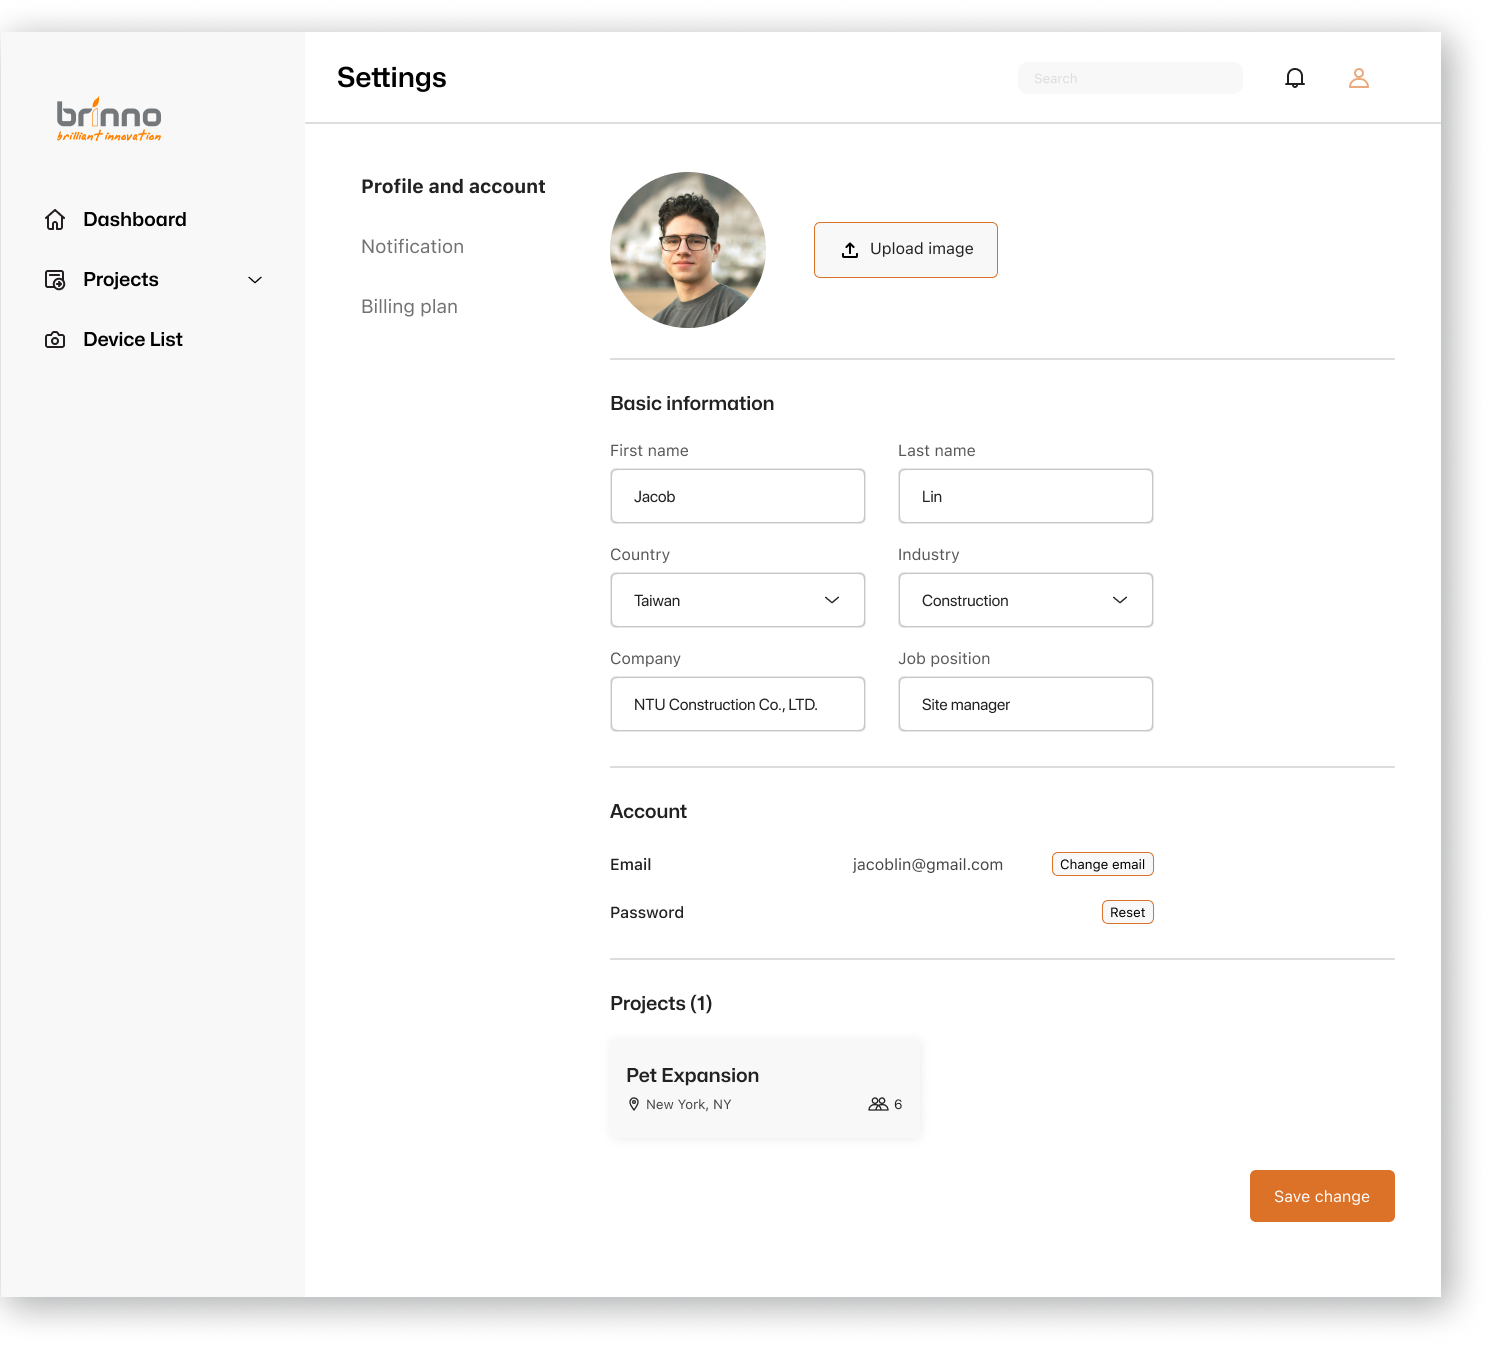 brinno
brilliant innovation
Dashboard
Projects
Device List
Settings
Search
Profile and account
Notification
Billing plan
Upload image
Basic information
First name
Last name
Jacob
Lin
Country
Industry
Taiwan
Construction
Company
Job position
NTU Construction Co., LTD.
Site manager
Account
Email
jacoblin@gmail.com
Change email
Password
Reset
Projects (1)
Pet Expansion
New York, NY
6
Save change